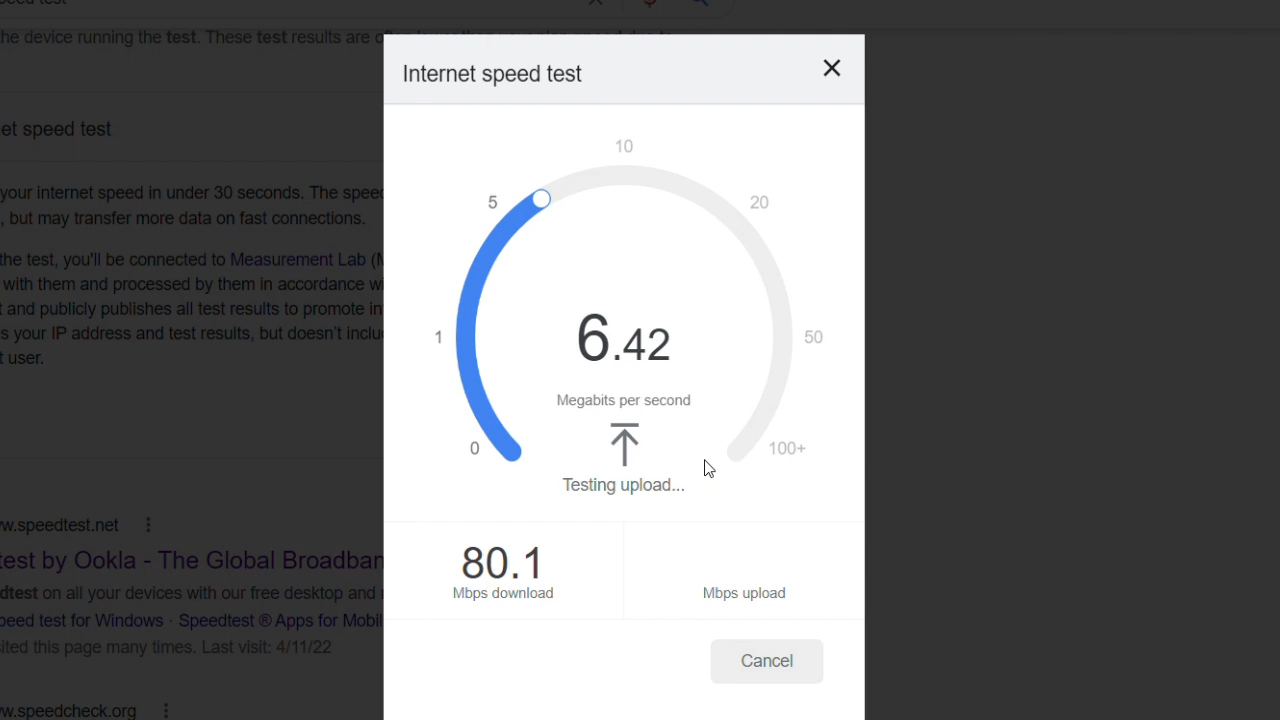 the device running the test. These test results are
Internet speed test
et speed test
your internet speed in under 30 seconds. The
, but may transfer more data on fast connections.
the test, you'll be connected to Measurement Lab
with them and processed by them in accordance
and publicly publishes all test results to promote
s your IP address and test results, but doesn't
t user.
10
5
20
1
50
0
100+
6.42
Megabits per second
Testing upload...
80.1
Mbps download
Mbps upload
Cancel
w.speedtest.net
test by Ookla - The Global
dtest on all your devices with our free desktop and
peed test for Windows · Speedtest ® Apps for
ited this page many times. Last visit: 4/11/22
w.speedcheck.org